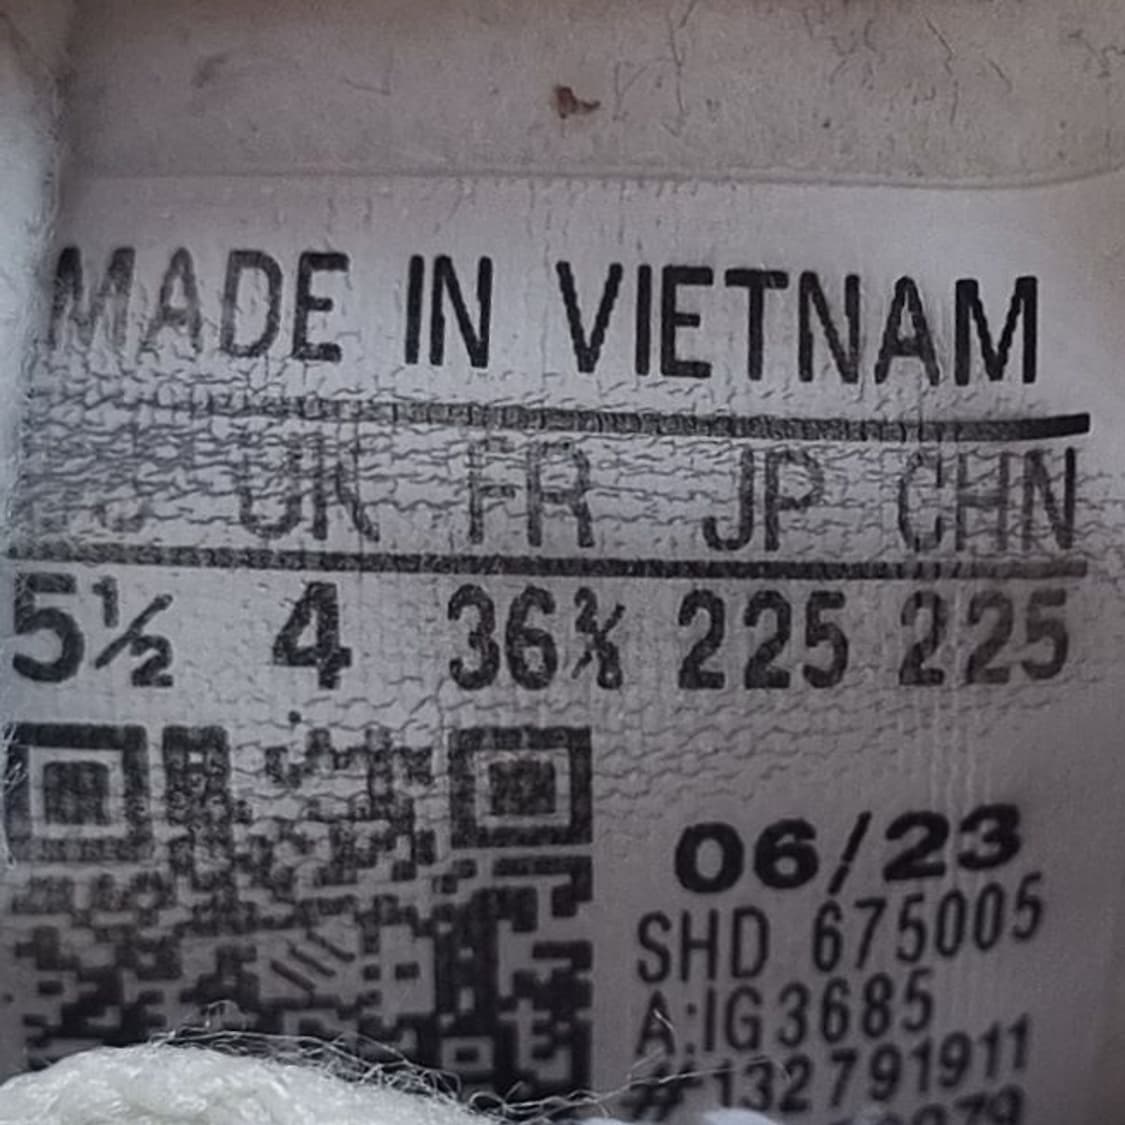 MADE IN VIETNAM
UK FR JP CHN
5½ 4 36⅔ 225 225
06/23
SHD 675005
A:IG3685
#132791911